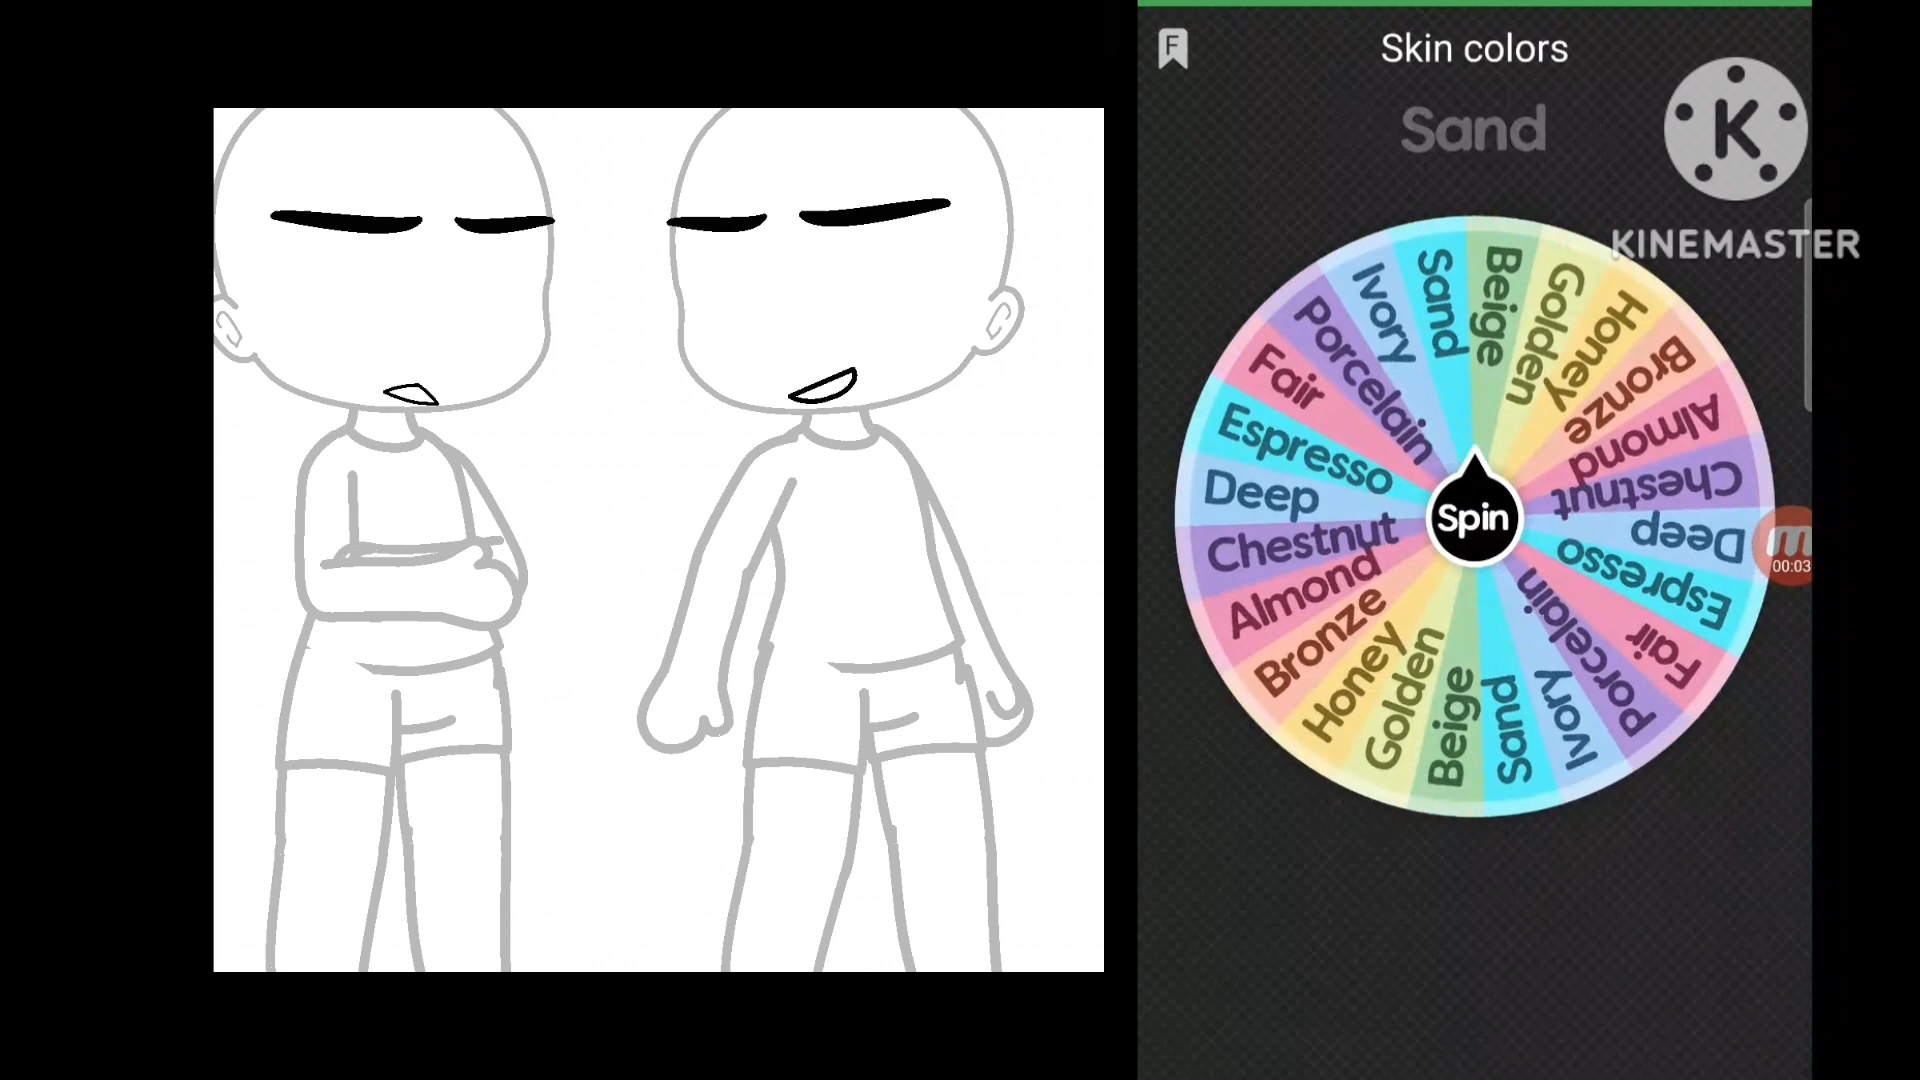 F
Skin colors
Sand
K
KINEMASTER
Beige
Golden
Honey
Bronze
Almond
Chestnut
Deep
Espresso
Fair
Porcelain
Ivory
Sand
Beige
Golden
Honey
Bronze
Almond
Chestnut
Deep
Espresso
Fair
Porcelain
Ivory
Sand
Spin
m
00:03